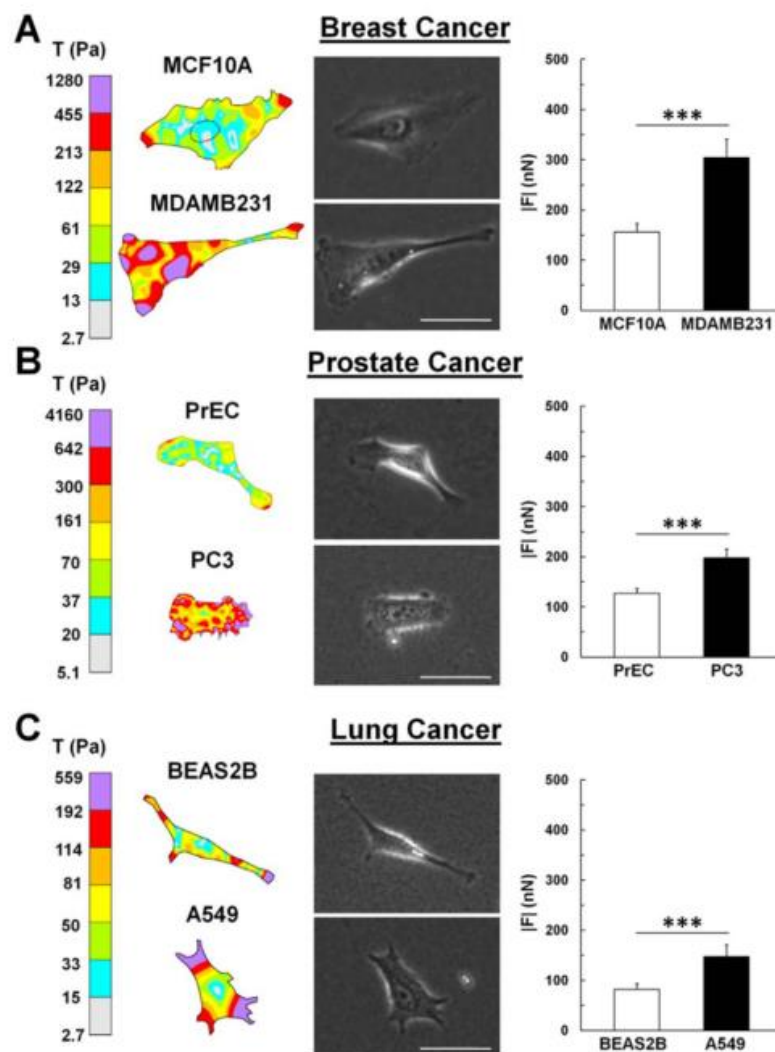 A
Breast Cancer
T (Pa)
1280
455
213
122
61
29
13
2.7
MCF10A
MDAMB231
|F| (nN)
500
400
300
200
150
100
0
***
MCF10A MDAMB231
B
Prostate Cancer
T (Pa)
4160
642
300
161
70
37
20
5.1
PrEC
PC3
|F| (nN)
500
400
300
200
150
100
0
***
PrEC PC3
C
Lung Cancer
T (Pa)
559
192
114
81
50
33
15
2.7
BEAS2B
A549
|F| (nN)
500
400
300
200
150
100
0
***
BEAS2B A549